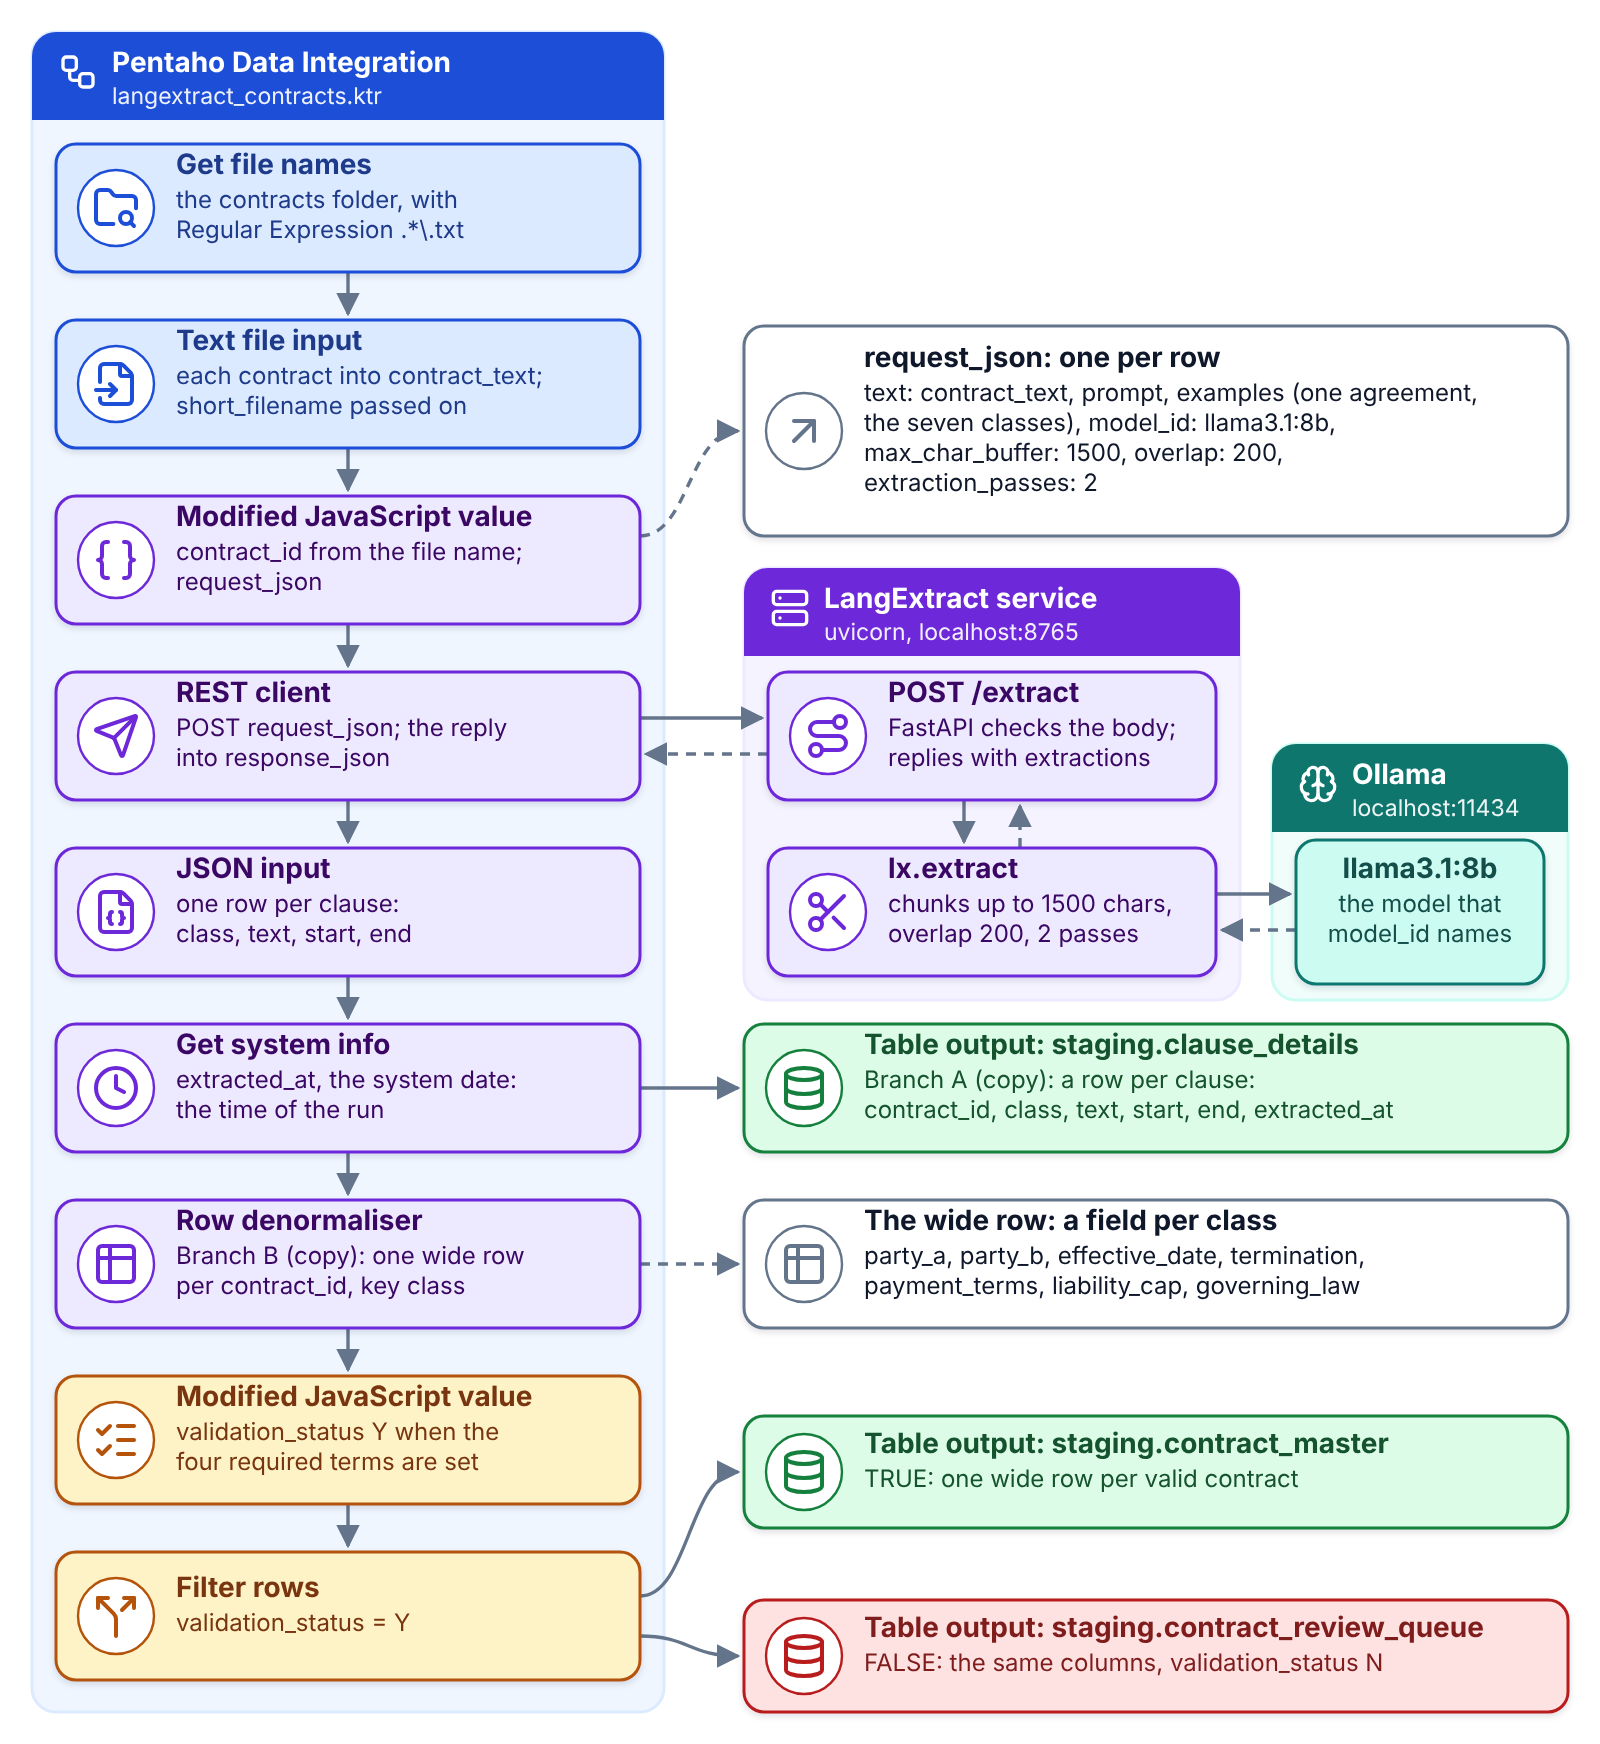 Pentaho Data Integration
langextract_contracts.ktr
Get file names
the contracts folder, with
Regular Expression .*\.txt
Text file input
each contract into contract_text;
short_filename passed on
request_json: one per row
text: contract_text, prompt, examples (one agreement,
the seven classes), model_id: llama3.1:8b,
max_char_buffer: 1500, overlap: 200,
extraction_passes: 2
Modified JavaScript value
contract_id from the file name;
request_json
LangExtract service
uvicorn, localhost:8765
REST client
POST request_json; the reply
into response_json
POST /extract
FastAPI checks the body;
replies with extractions
Ollama
localhost:11434
JSON input
one row per clause:
class, text, start, end
lx.extract
chunks up to 1500 chars,
overlap 200, 2 passes
llama3.1:8b
the model that
model_id names
Get system info
extracted_at, the system date:
the time of the run
Table output: staging.clause_details
Branch A (copy): a row per clause:
contract_id, class, text, start, end, extracted_at
Row denormaliser
Branch B (copy): one wide row
per contract_id, key class
The wide row: a field per class
party_a, party_b, effective_date, termination,
payment_terms, liability_cap, governing_law
Modified JavaScript value
validation_status Y when the
four required terms are set
Table output: staging.contract_master
TRUE: one wide row per valid contract
Filter rows
validation_status = Y
Table output: staging.contract_review_queue
FALSE: the same columns, validation_status N